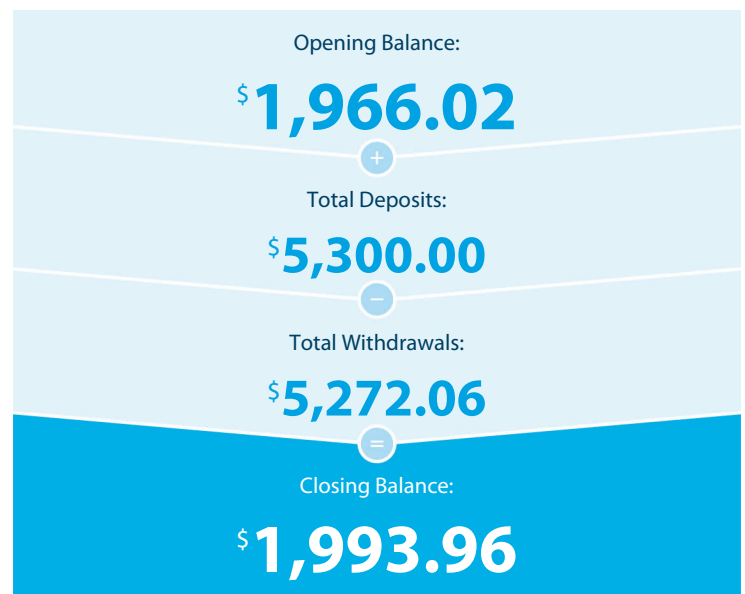 Opening Balance:
$1,966.02
+
Total Deposits:
$5,300.00
−
Total Withdrawals:
$5,272.06
=
Closing Balance:
$1,993.96